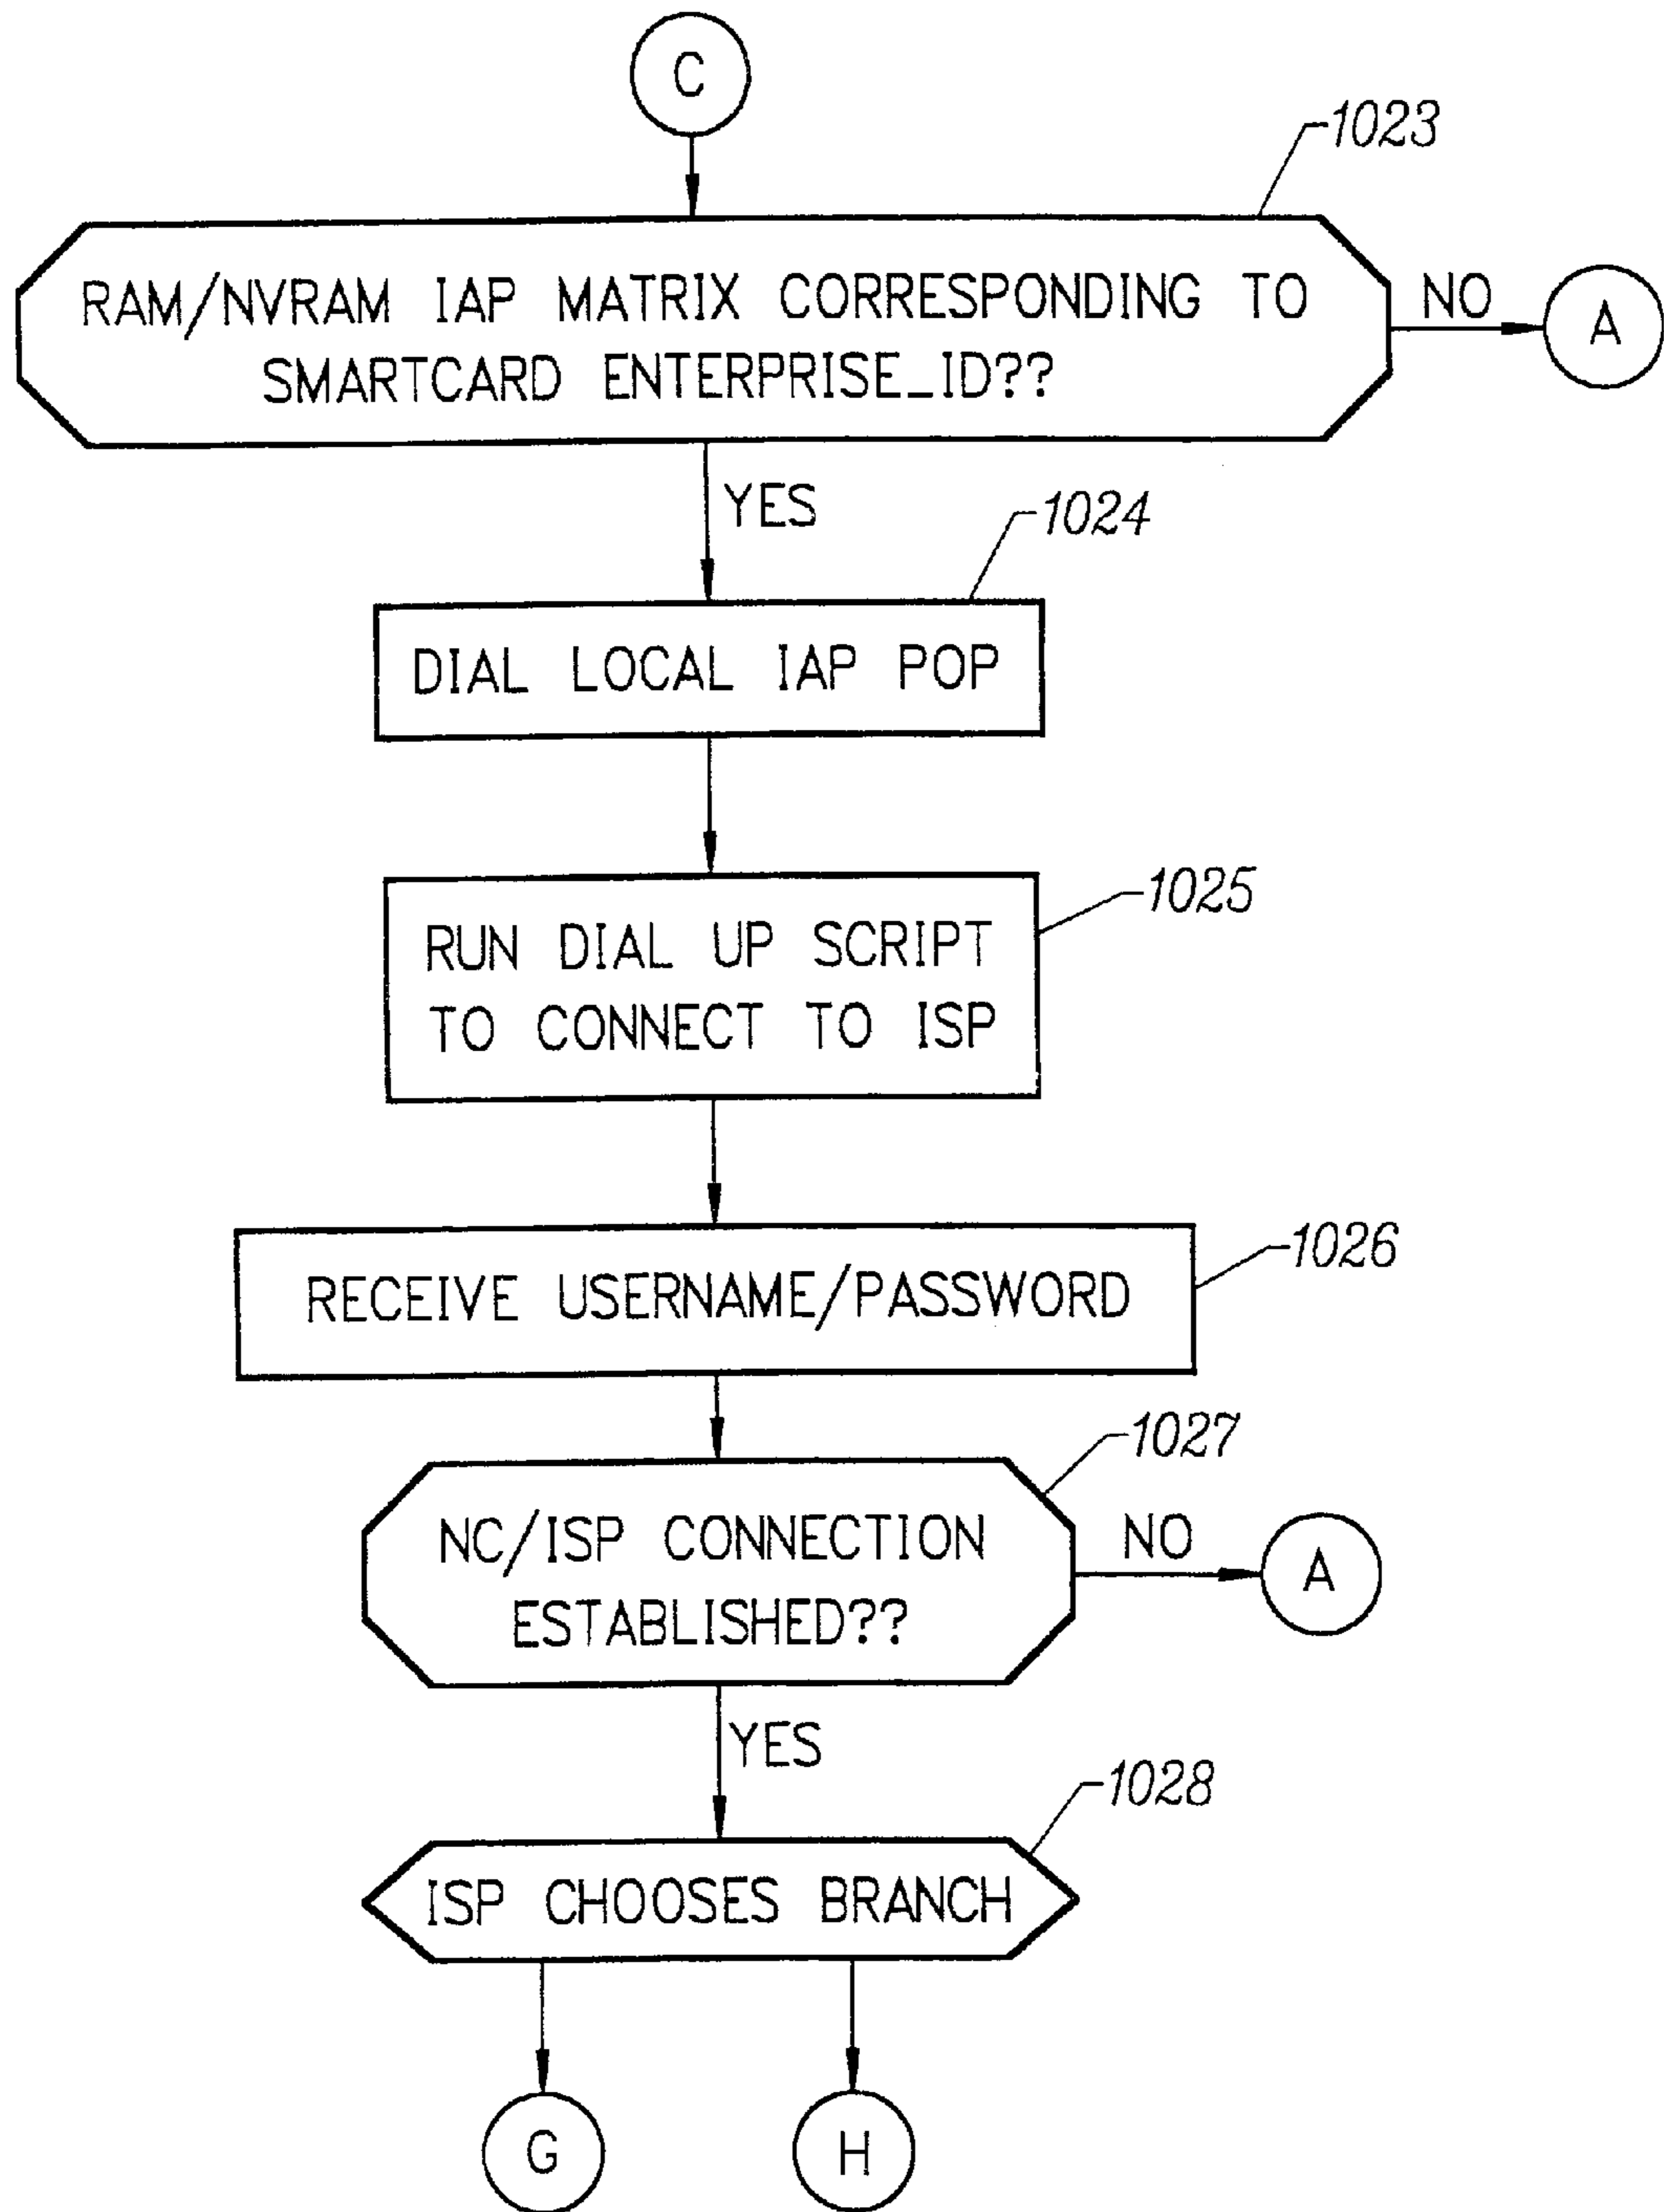 C
1023
RAM/NVRAM IAP MATRIX CORRESPONDING TO
SMARTCARD ENTERPRISE_ID??
NO
A
YES
1024
DIAL LOCAL IAP POP
1025
RUN DIAL UP SCRIPT
TO CONNECT TO ISP
1026
RECEIVE USERNAME/PASSWORD
1027
NC/ISP CONNECTION
ESTABLISHED??
NO
A
YES
1028
ISP CHOOSES BRANCH
G
H